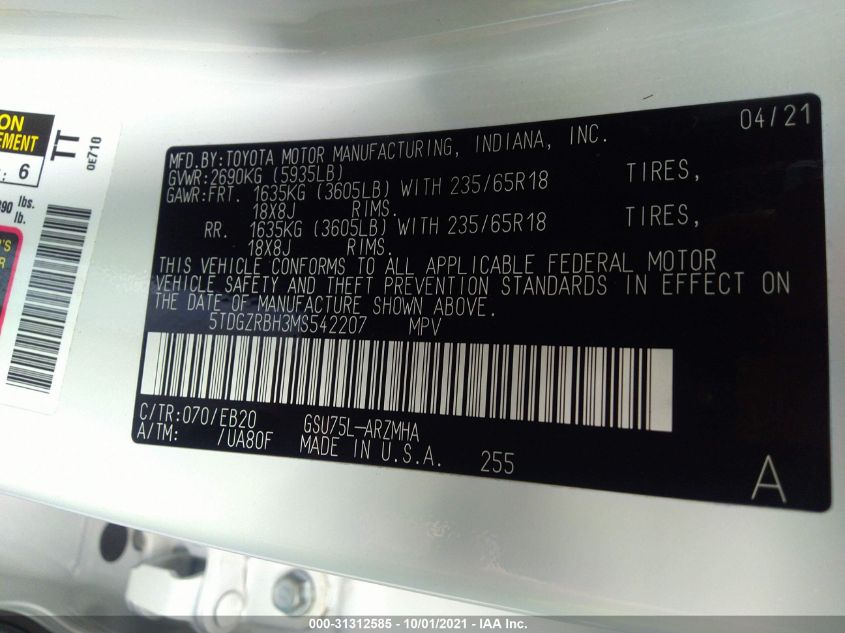 ON
EMENT
: 6
TT
0E710
890 lbs.
lb.
R'S
R
04/21
MFD.BY:TOYOTA MOTOR MANUFACTURING, INDIANA, INC.
GVWR:2690KG (5935LB)
GAWR:FRT. 1635KG (3605LB) WITH 235/65R18 TIRES,
18X8J RIMS.
RR. 1635KG (3605LB) WITH 235/65R18 TIRES,
18X8J RIMS.
THIS VEHICLE CONFORMS TO ALL APPLICABLE FEDERAL MOTOR
VEHICLE SAFETY AND THEFT PREVENTION STANDARDS IN EFFECT ON
THE DATE OF MANUFACTURE SHOWN ABOVE.
5TDGZRBH3MS542207 MPV
C/TR:070/EB20 GSU75L-ARZMHA
A/TM: /UA80F MADE IN U.S.A. 255
A
000-31312585 - 10/01/2021 - IAA Inc.